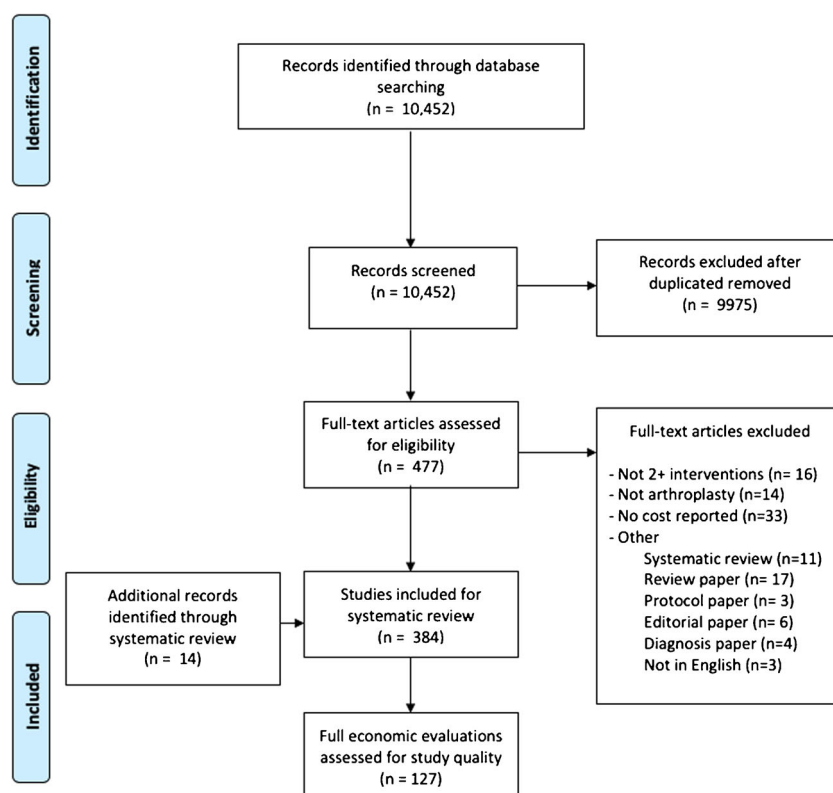 Identification
Records identified through database
searching
(n = 10,452)
Screening
Records screened
(n = 10,452)
Records excluded after
duplicated removed
(n = 9975)
Eligibility
Full-text articles assessed
for eligibility
(n = 477)
Full-text articles excluded
- Not 2+ interventions (n= 16)
- Not arthroplasty (n=14)
- No cost reported (n=33)
- Other
Systematic review (n=11)
Review paper (n= 17)
Protocol paper (n= 3)
Editorial paper (n= 6)
Diagnosis paper (n=4)
Not in English (n=3)
Additional records
identified through
systematic review
(n = 14)
Studies included for
systematic review
(n = 384)
Included
Full economic evaluations
assessed for study quality
(n = 127)